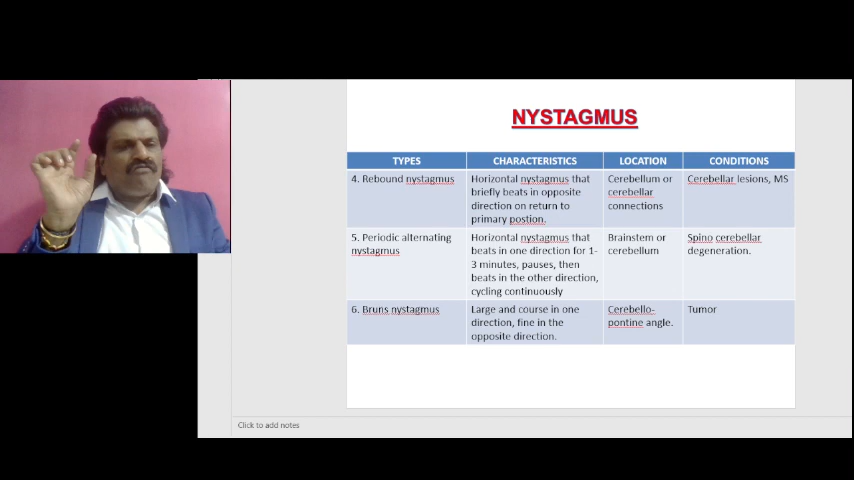 NYSTAGMUS
TYPES CHARACTERISTICS LOCATION CONDITIONS
4. Rebound nystagmus
Horizontal nystagmus that
briefly beats in opposite
direction on return to
primary postion.
Cerebellum or
cerebellar
connections
Cerebellar lesions, MS
5. Periodic alternating
nystagmus
Horizontal nystagmus that
beats in one direction for 1-
3 minutes, pauses, then
beats in the other direction,
cycling continuously
Brainstem or
cerebellum
Spino cerebellar
degeneration.
6. Bruns nystagmus
Large and course in one
direction, fine in the
opposite direction.
Cerebello-
pontine angle.
Tumor
Click to add notes